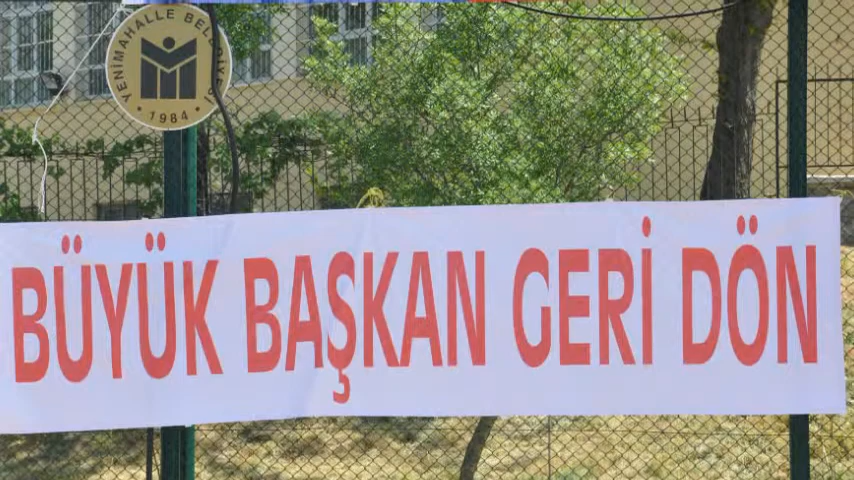 YENİMAHALLE BELEDİYESİ
• 1984 •
BÜYÜK BAŞKAN GERİ DÖN